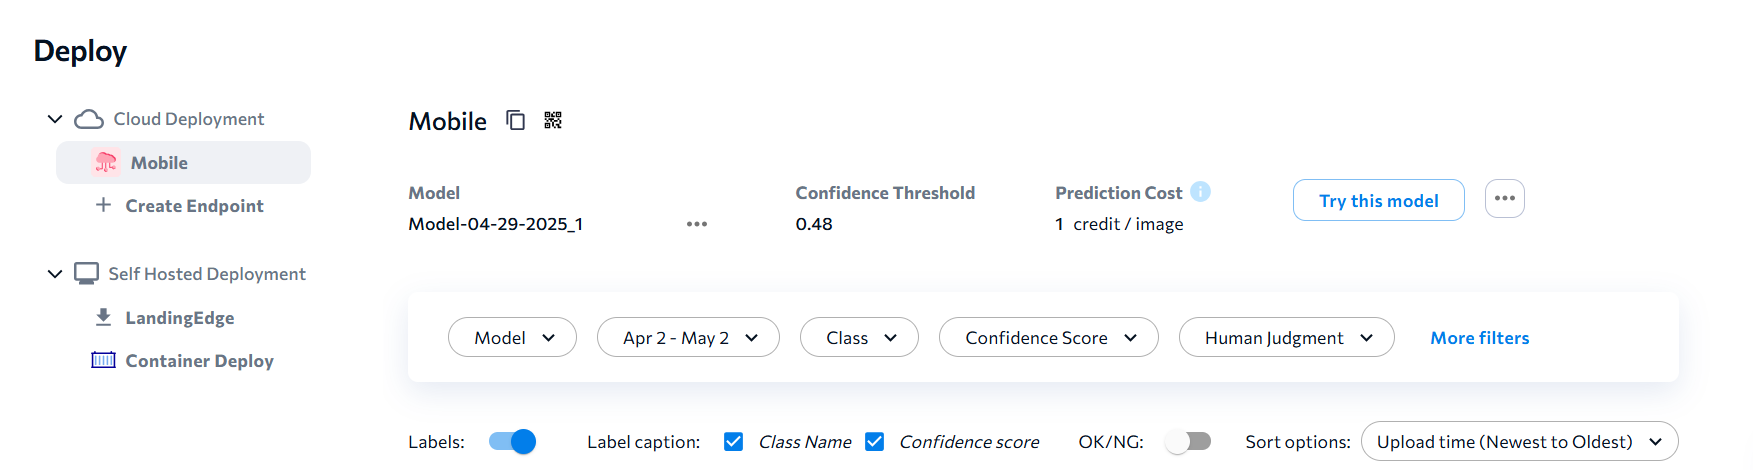 Deploy
Cloud Deployment
Mobile
Create Endpoint
Self Hosted Deployment
LandingEdge
Container Deploy
Mobile
Model Confidence Threshold Prediction Cost
Model-04-29-2025_1 0.48 1 credit / image
Try this model
Model Apr 2 - May 2 Class Confidence Score Human Judgment More filters
Labels: Label caption: Class Name Confidence score OK/NG: Sort options: Upload time (Newest to Oldest)